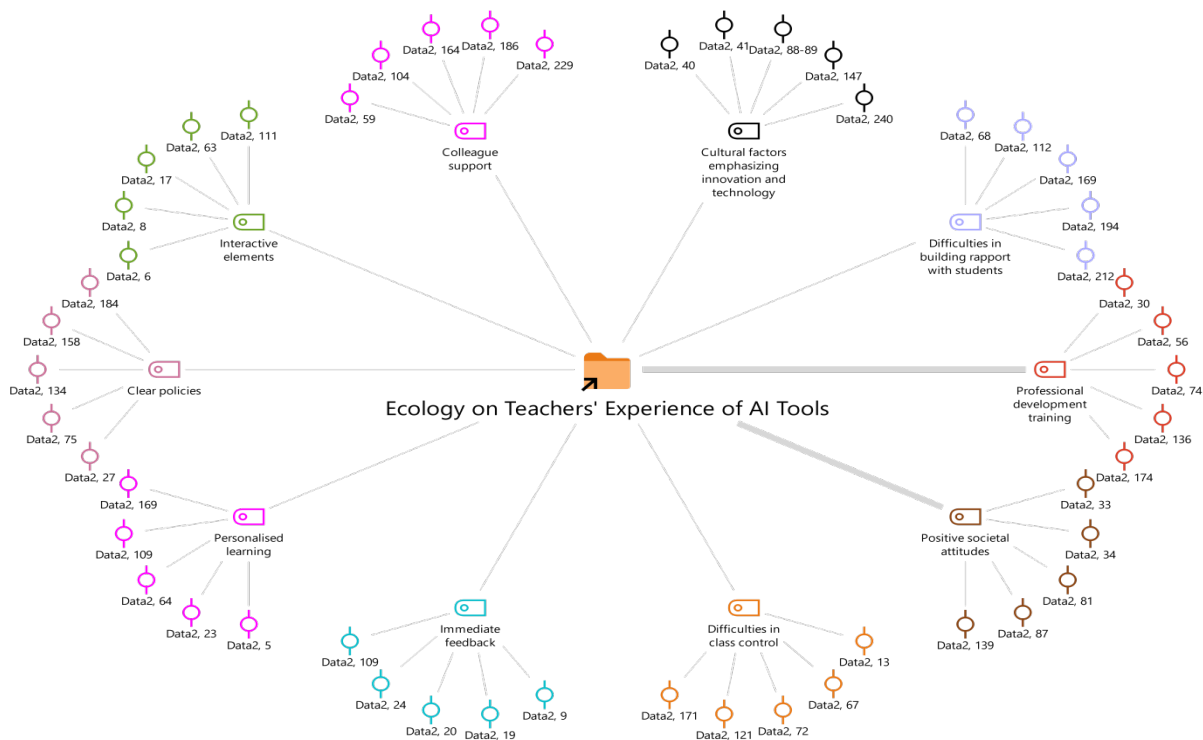 Data2, 164
Data2, 186
Data2, 104
Data2, 229
Data2, 59
Colleague
support
Data2, 41
Data2, 88-89
Data2, 40
Data2, 147
Data2, 240
Cultural factors
emphasizing
innovation and
technology
Data2, 111
Data2, 63
Data2, 17
Data2, 8
Data2, 6
Interactive
elements
Data2, 68
Data2, 112
Data2, 169
Data2, 194
Data2, 212
Difficulties in
building rapport
with students
Data2, 184
Data2, 158
Data2, 134
Data2, 75
Data2, 27
Clear policies
Ecology on Teachers' Experience of AI Tools
Data2, 30
Data2, 56
Data2, 74
Data2, 136
Data2, 174
Professional
development
training
Data2, 169
Data2, 109
Data2, 64
Data2, 23
Data2, 5
Personalised
learning
Data2, 33
Data2, 34
Data2, 81
Data2, 87
Data2, 139
Positive societal
attitudes
Immediate
feedback
Data2, 109
Data2, 24
Data2, 20
Data2, 19
Data2, 9
Difficulties in
class control
Data2, 13
Data2, 67
Data2, 171
Data2, 121
Data2, 72